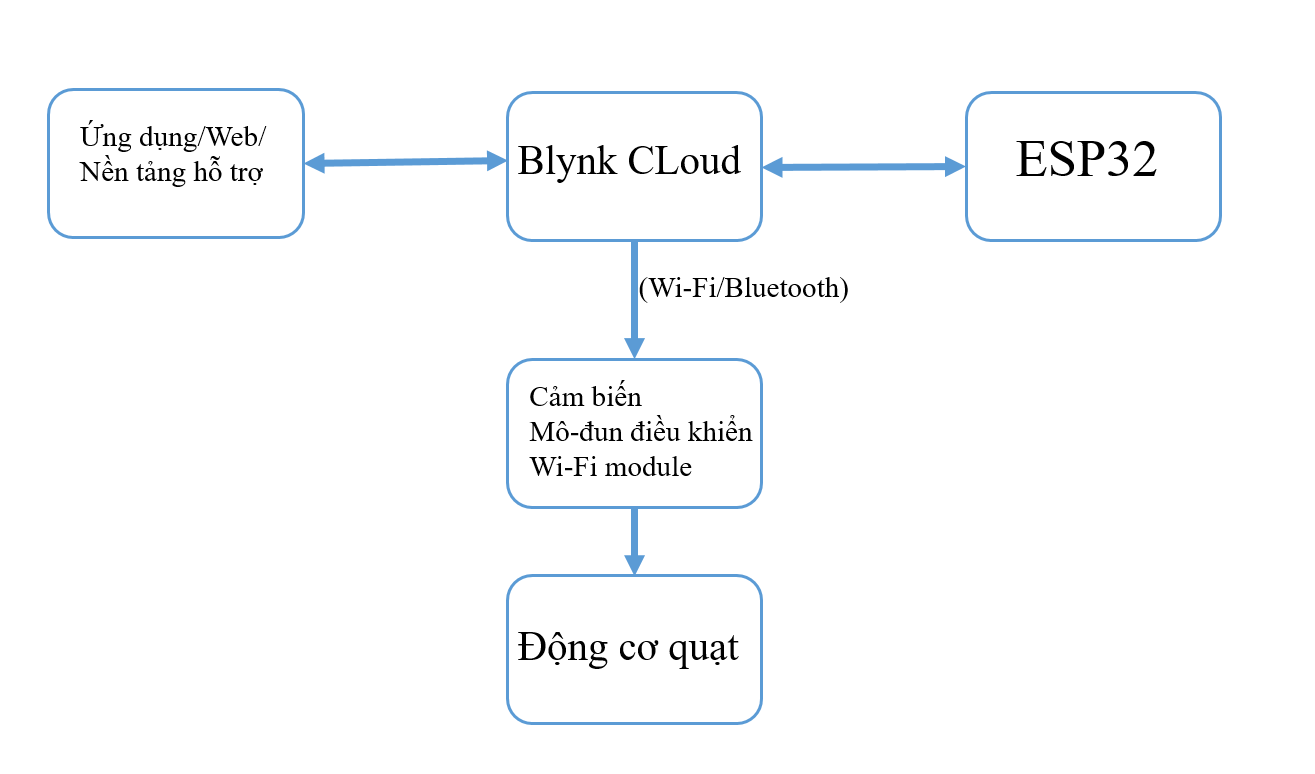 Ứng dụng/Web/
Nền tảng hỗ trợ
Blynk CLoud
ESP32
(Wi-Fi/Bluetooth)
Cảm biến
Mô-đun điều khiển
Wi-Fi module
Động cơ quạt